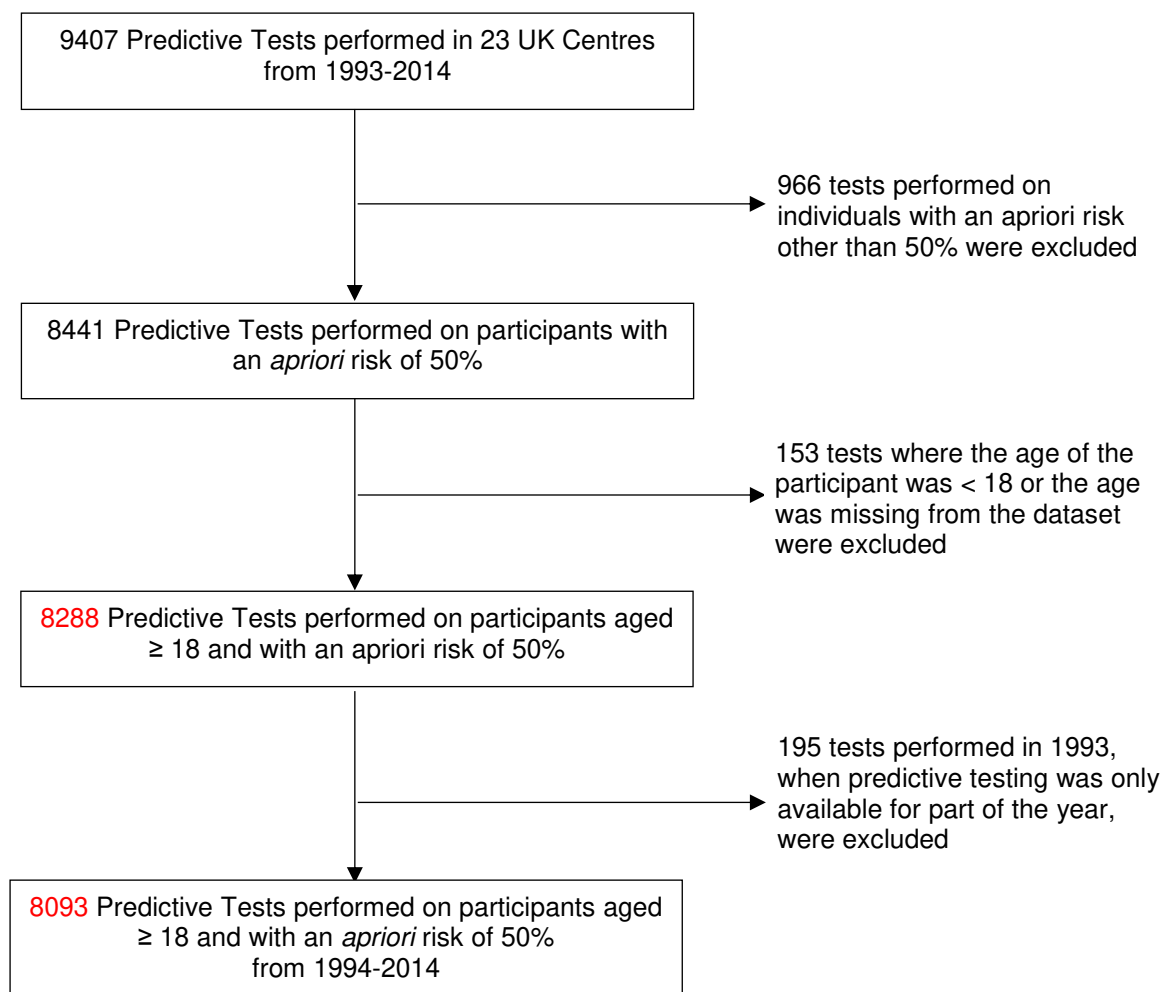 9407 Predictive Tests performed in 23 UK Centres
from 1993-2014
966 tests performed on
individuals with an apriori risk
other than 50% were excluded
8441 Predictive Tests performed on participants with
an apriori risk of 50%
153 tests where the age of the
participant was < 18 or the age
was missing from the dataset
were excluded
8288 Predictive Tests performed on participants aged
≥ 18 and with an apriori risk of 50%
195 tests performed in 1993,
when predictive testing was only
available for part of the year,
were excluded
8093 Predictive Tests performed on participants aged
≥ 18 and with an apriori risk of 50%
from 1994-2014